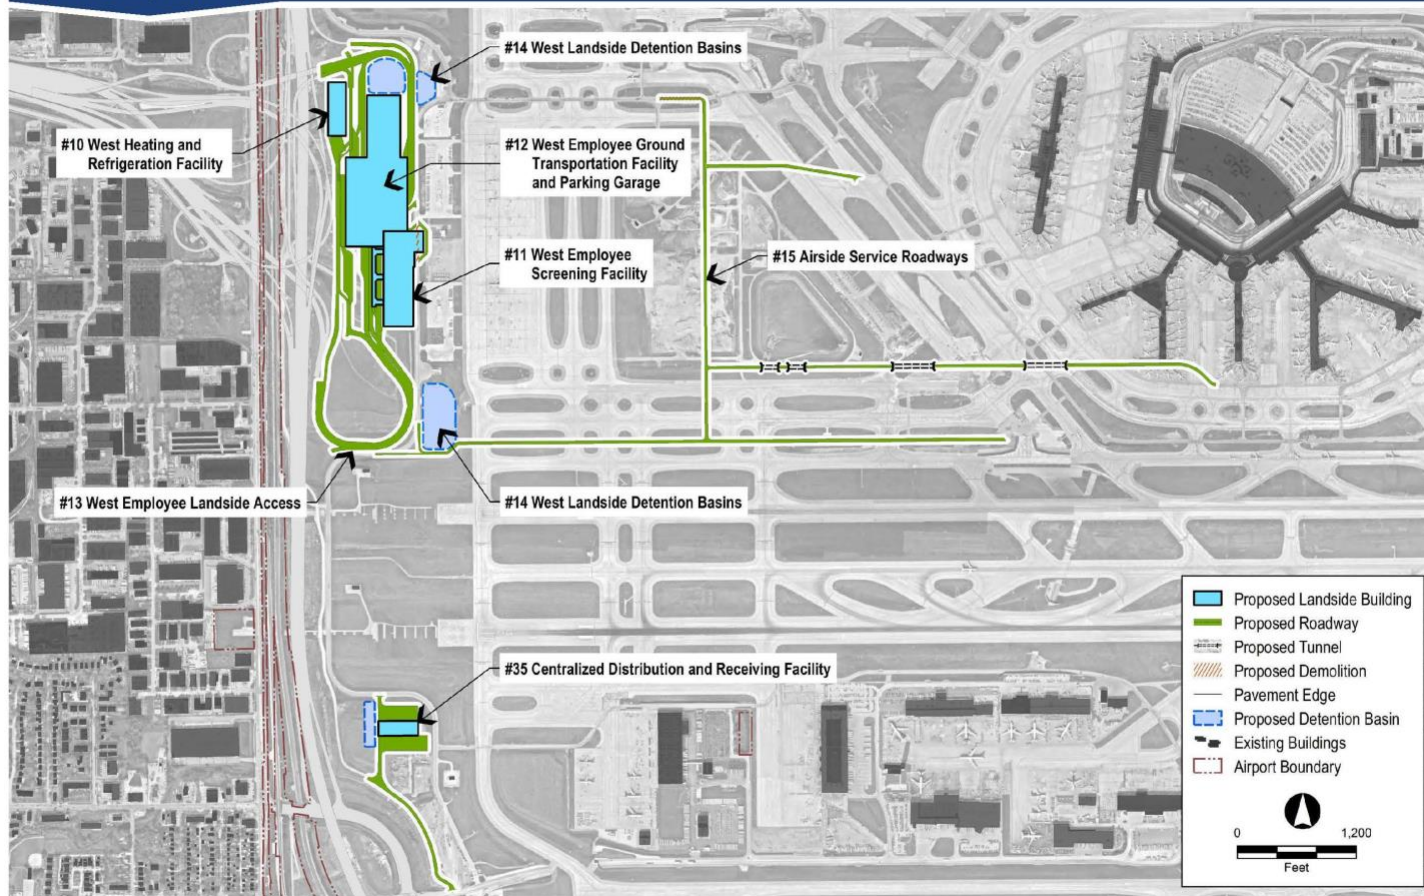 #14 West Landside Detention Basins
#10 West Heating and
Refrigeration Facility
#12 West Employee Ground
Transportation Facility
and Parking Garage
#11 West Employee
Screening Facility
#15 Airside Service Roadways
#13 West Employee Landside Access
#14 West Landside Detention Basins
#35 Centralized Distribution and Receiving Facility
Proposed Landside Building
Proposed Roadway
Proposed Tunnel
Proposed Demolition
Pavement Edge
Proposed Detention Basin
Existing Buildings
Airport Boundary
0 1,200
Feet